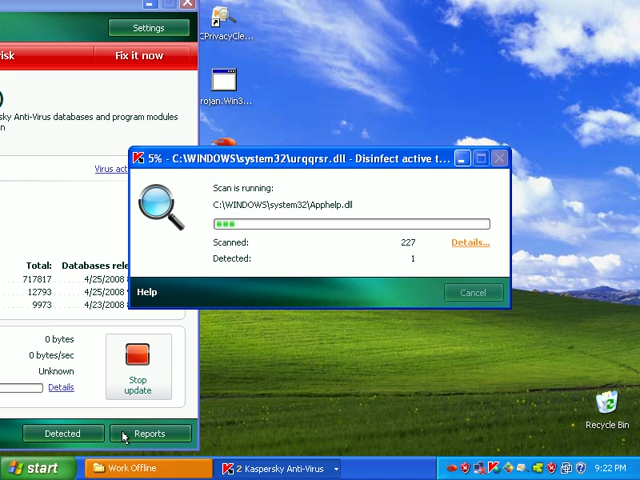 Settings
risk
Fix it now
CPrivacyCle...
rojan.Win3...
sky Anti-Virus databases and program modules
n
Virus act
5% - C:\WINDOWS\system32\urqqrsr.dll - Disinfect active t...
Scan is running:
C:\WINDOWS\system32\Apphelp.dll
Scanned: 227 Details...
Detected: 1
Help
Cancel
Total: Databases rele
717817 4/25/2008
12793 4/25/2008
9973 4/23/2008
0 bytes
0 bytes/sec
Unknown
Details
Stop
update
Recycle Bin
Detected
Reports
start
Work Offline
2 Kaspersky Anti-Virus
9:22 PM